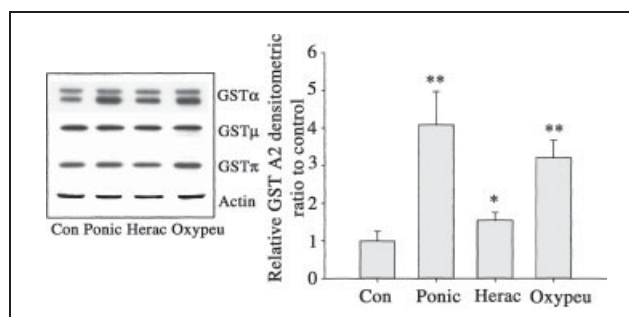 GSTα
GSTμ
GSTπ
Actin
Con Ponic Herac Oxypeu
Relative GST A2 densitometric
ratio to control
6
5
4
3
2
1
0
**
*
**
Con Ponic Herac Oxypeu